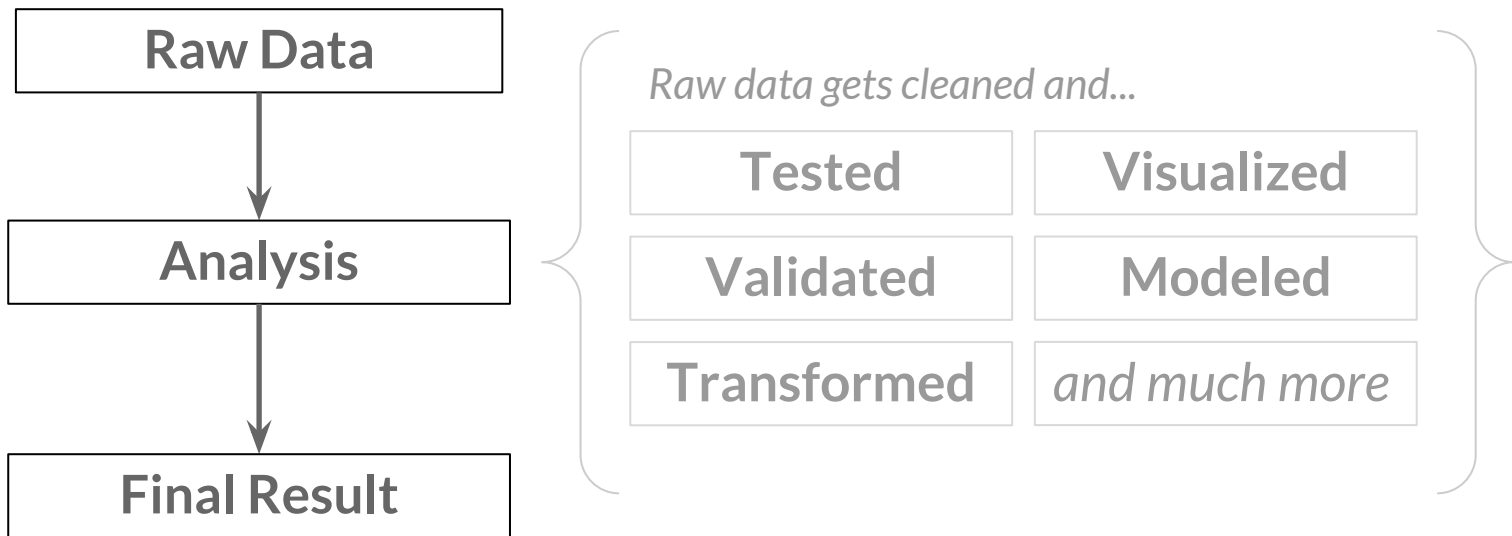 Raw Data
Analysis
Final Result
Raw data gets cleaned and...
Tested
Visualized
Validated
Modeled
Transformed
and much more